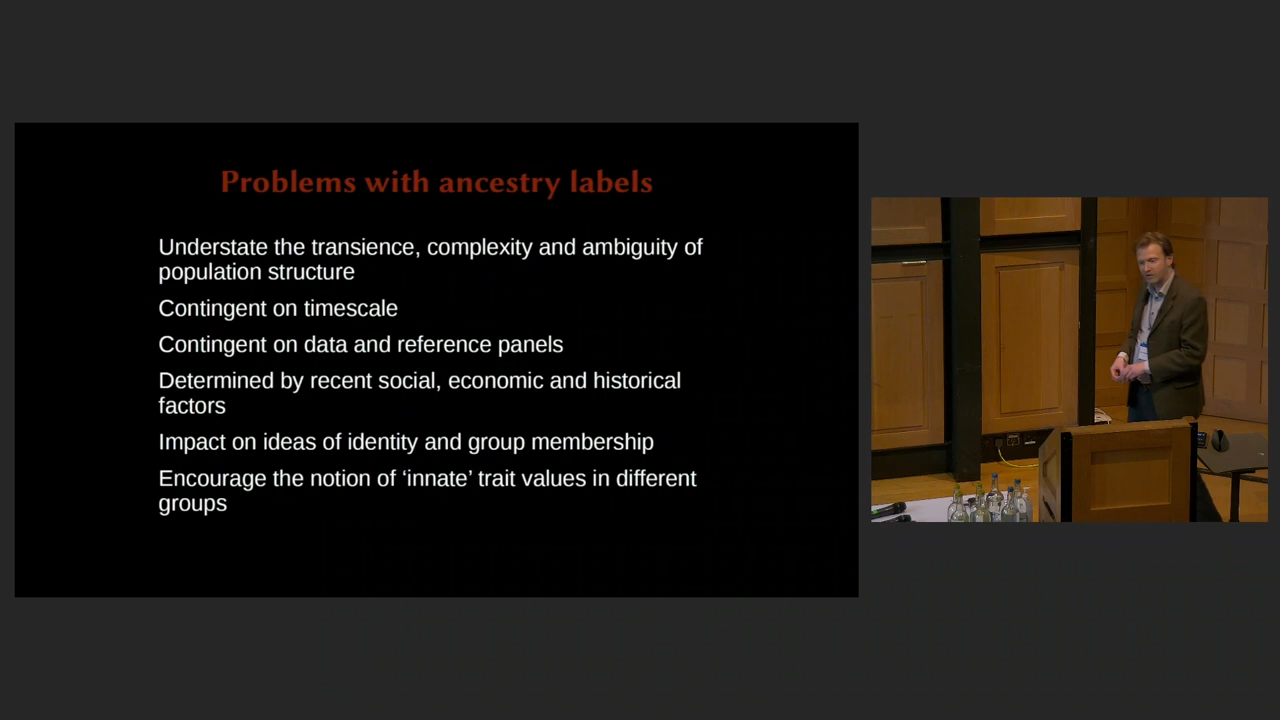 Problems with ancestry labels
Understate the transience, complexity and ambiguity of
population structure
Contingent on timescale
Contingent on data and reference panels
Determined by recent social, economic and historical
factors
Impact on ideas of identity and group membership
Encourage the notion of ‘innate’ trait values in different
groups